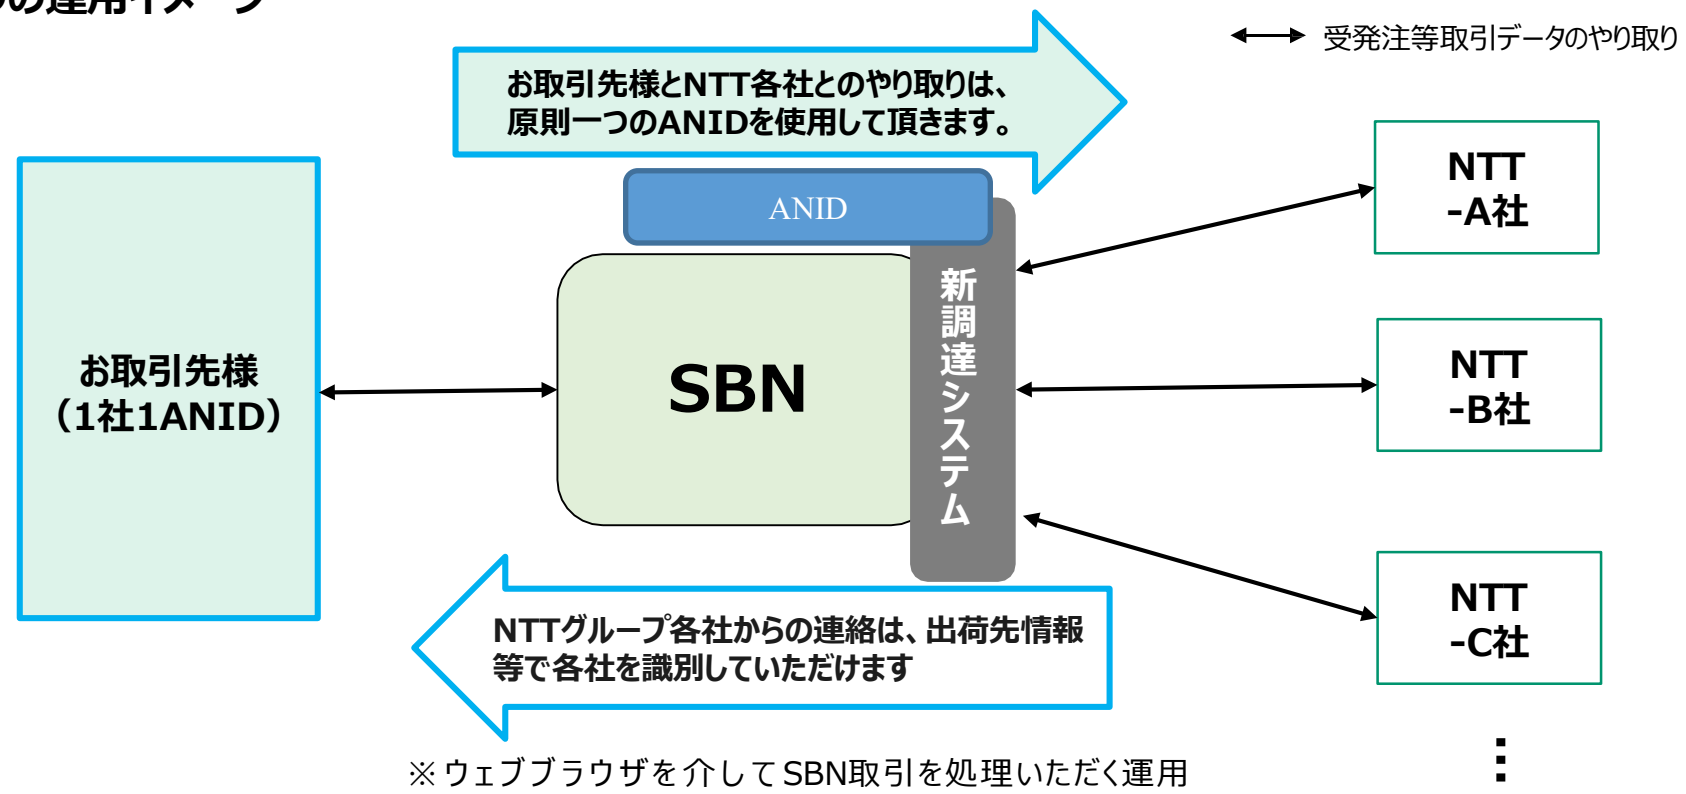 の運用イメージ
受発注等取引データのやり取り
お取引先様とNTT各社とのやり取りは、
原則一つのANIDを使用して頂きます。
ANID
NTT
-A社
新調達システム
SBN
お取引先様
（1社1ANID）
NTT
-B社
NTT
-C社
NTTグループ各社からの連絡は、出荷先情報
等で各社を識別していただけます
※ウェブブラウザを介してSBN取引を処理いただく運用